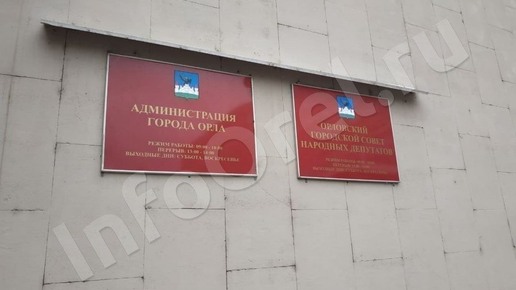 АДМИНИСТРАЦИЯ
ГОРОДА ОРЛА
РЕЖИМ РАБОТЫ: 09:00 - 18:00
ПЕРЕРЫВ: 13:00 - 14:00
ВЫХОДНЫЕ ДНИ: СУББОТА, ВОСКРЕСЕНЬЕ
ОРЛОВСКИЙ
ГОРОДСКОЙ СОВЕТ
НАРОДНЫХ ДЕПУТАТОВ
InfoOrel.ru